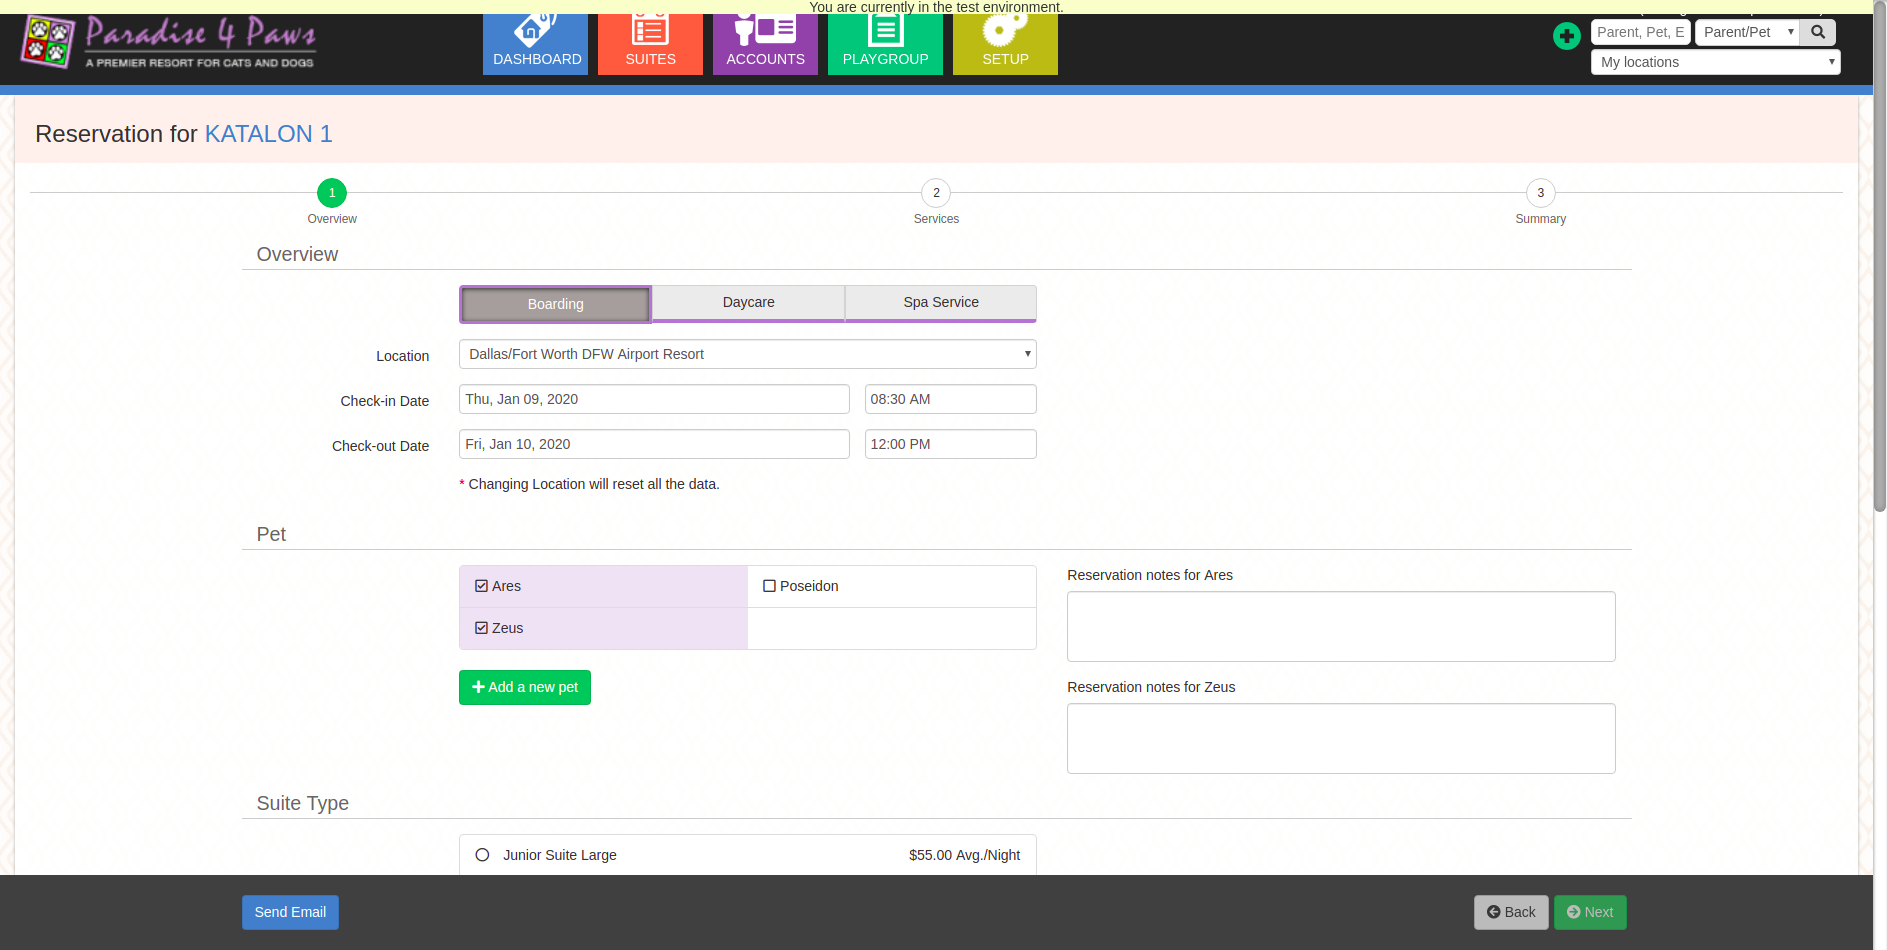 You are currently in the test environment.
Paradise 4 Paws
A PREMIER RESORT FOR CATS AND DOGS
DASHBOARD
SUITES
ACCOUNTS
PLAYGROUP
SETUP
Parent, Pet, E
Parent/Pet
My locations
Reservation for KATALON 1
1
2
3
Overview
Services
Summary
Overview
Boarding
Daycare
Spa Service
Location
Dallas/Fort Worth DFW Airport Resort
Check-in Date
Thu, Jan 09, 2020
08:30 AM
Check-out Date
Fri, Jan 10, 2020
12:00 PM
* Changing Location will reset all the data.
Pet
Ares
Poseidon
Zeus
Add a new pet
Reservation notes for Ares
Reservation notes for Zeus
Suite Type
Junior Suite Large
$55.00 Avg./Night
Send Email
Back
Next